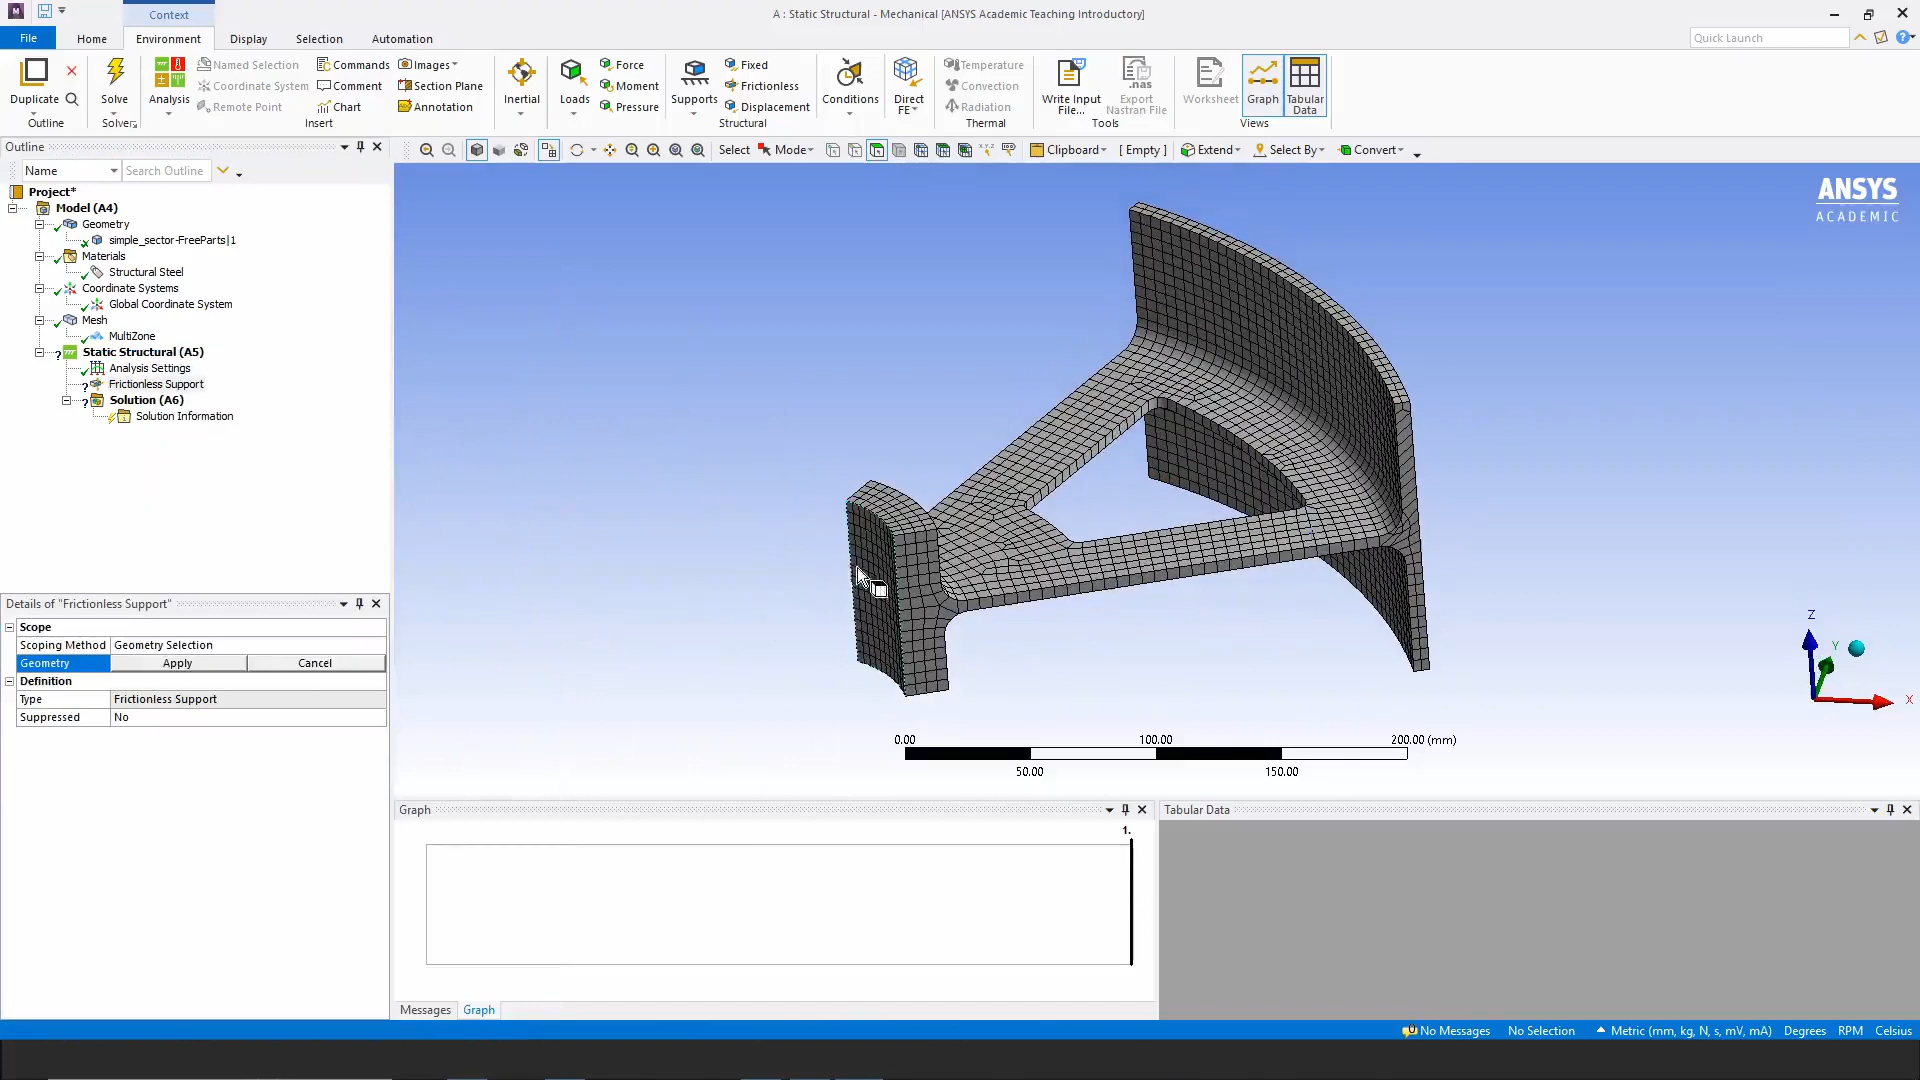 Context
A : Static Structural - Mechanical [ANSYS Academic Teaching Introductory]
File
Home
Environment
Display
Selection
Automation
Quick Launch
Duplicate
Outline
Solve
Solver
Analysis
Named Selection
Coordinate System
Remote Point
Commands
Comment
Chart
Images
Section Plane
Annotation
Insert
Inertial
Loads
Force
Moment
Pressure
Supports
Fixed
Frictionless
Displacement
Conditions
Structural
Direct
FE
Temperature
Convection
Radiation
Thermal
Write Input
File...
Export
Nastran File
.nas
Tools
Worksheet
Graph
Tabular
Data
Views
Outline
Select
Mode
Clipboard
[ Empty ]
Extend
Select By
Convert
Name
Search Outline
Project*
Model (A4)
Geometry
simple_sector-FreeParts|1
Materials
Structural Steel
Coordinate Systems
Global Coordinate System
Mesh
MultiZone
Static Structural (A5)
Analysis Settings
Frictionless Support
Solution (A6)
Solution Information
ANSYS
ACADEMIC
Details of "Frictionless Support"
Scope
Scoping Method Geometry Selection
Geometry Apply Cancel
Definition
Type Frictionless Support
Suppressed No
Z
Y
X
0.00 100.00 200.00 (mm)
50.00 150.00
Graph
1.
Tabular Data
Messages Graph
No Messages No Selection Metric (mm, kg, N, s, mV, mA) Degrees RPM Celsius